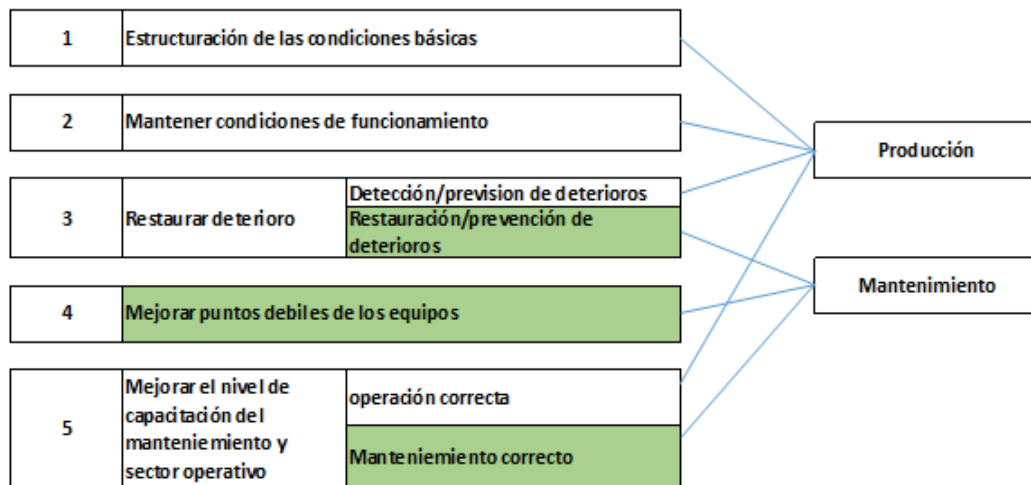 1 Estructuración de las condiciones básicas
2 Mantener condiciones de funcionamiento
Producción
3 Restaurar deterioro
Detección/prevision de deterioros
Restauración/prevención de
deterioros
Mantenimiento
4 Mejorar puntos debiles de los equipos
5
Mejorar el nivel de
capacitación del
manteniemiento y
sector operativo
operación correcta
Manteniemiento correcto